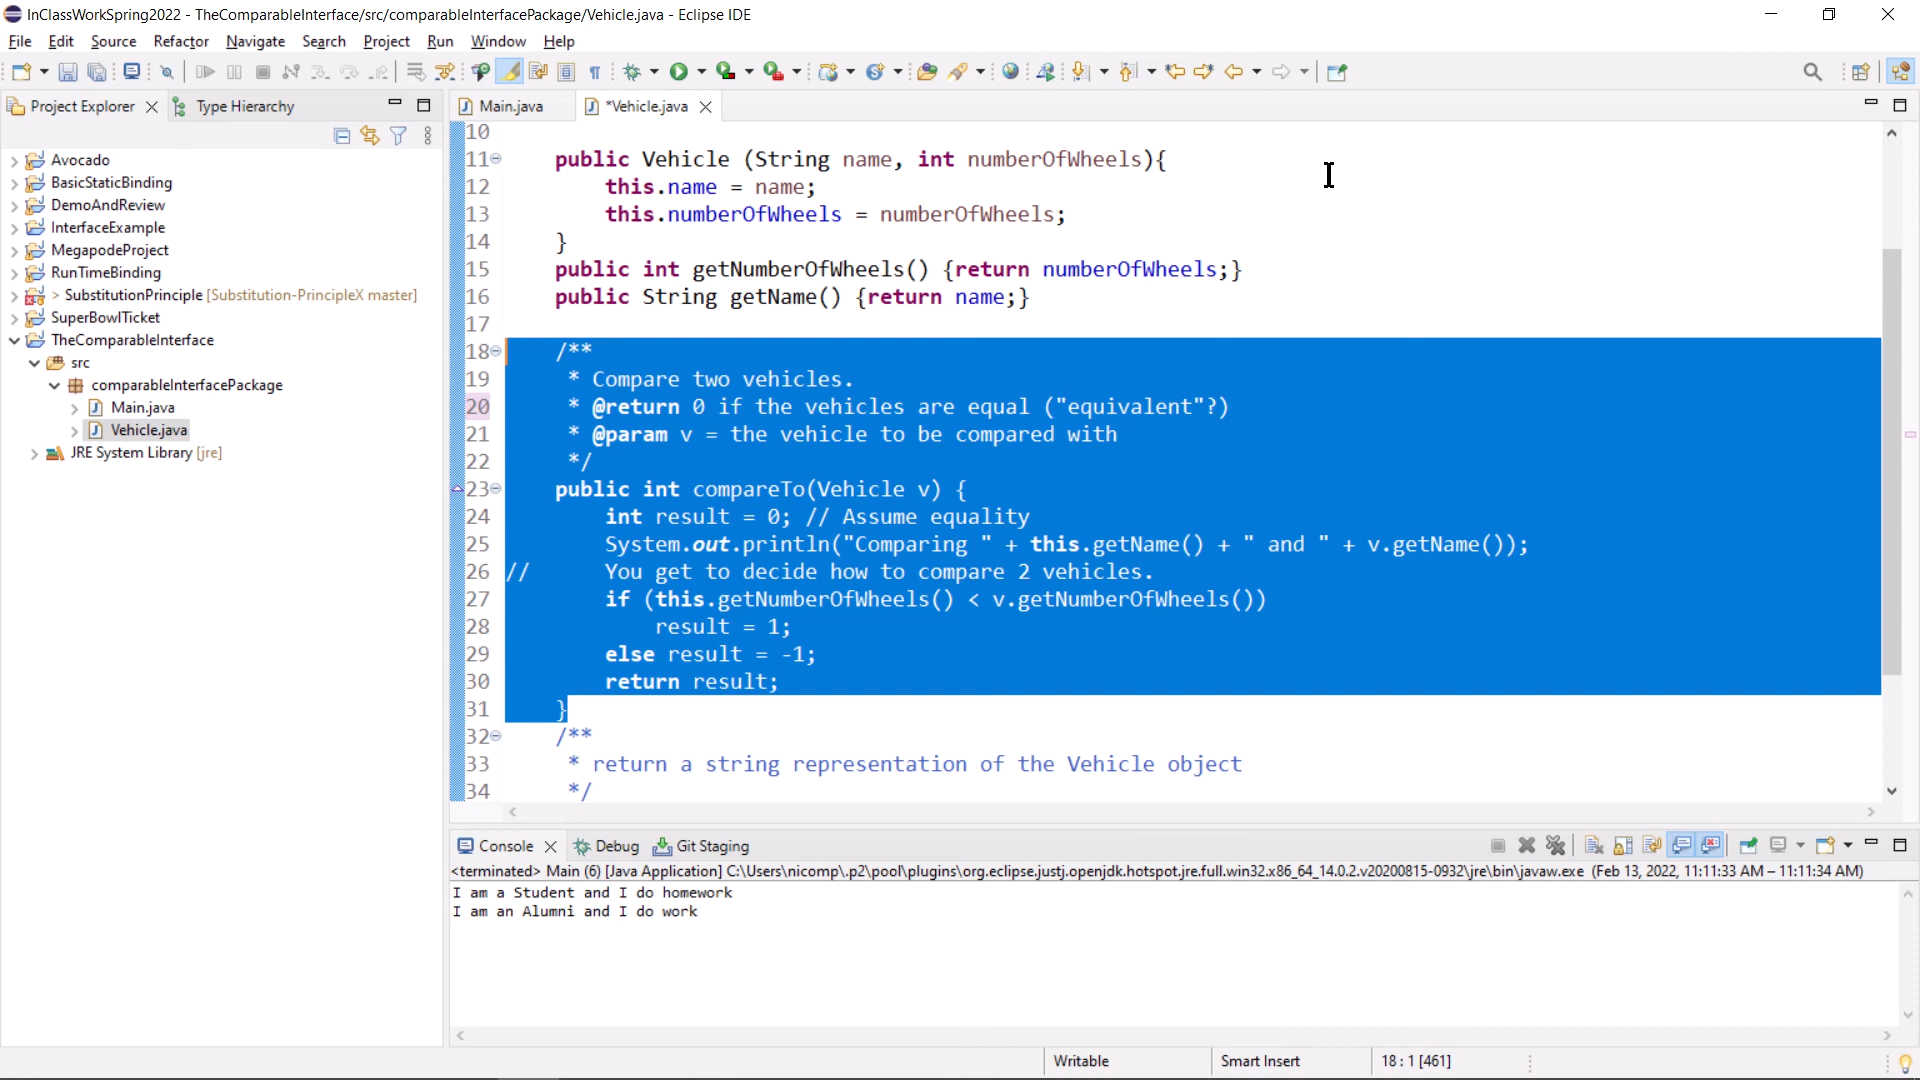 InClassWorkSpring2022 - TheComparableInterface/src/comparableInterfacePackage/Vehicle.java - Eclipse IDE
File Edit Source Refactor Navigate Search Project Run Window Help
Project Explorer Type Hierarchy
Main.java *Vehicle.java
Avocado
BasicStaticBinding
DemoAndReview
InterfaceExample
MegapodeProject
RunTimeBinding
> SubstitutionPrinciple [Substitution-PrincipleX master]
SuperBowlTicket
TheComparableInterface
src
comparableInterfacePackage
Main.java
Vehicle.java
JRE System Library [jre]
10
11 public Vehicle (String name, int numberOfWheels){
12 this.name = name;
13 this.numberOfWheels = numberOfWheels;
14 }
15 public int getNumberOfWheels() {return numberOfWheels;}
16 public String getName() {return name;}
17
18 /**
19 * Compare two vehicles.
20 * @return 0 if the vehicles are equal ("equivalent"?)
21 * @param v = the vehicle to be compared with
22 */
23 public int compareTo(Vehicle v) {
24 int result = 0; // Assume equality
25 System.out.println("Comparing " + this.getName() + " and " + v.getName());
26 // You get to decide how to compare 2 vehicles.
27 if (this.getNumberOfWheels() < v.getNumberOfWheels())
28 result = 1;
29 else result = -1;
30 return result;
31 }
32 /**
33 * return a string representation of the Vehicle object
34 */
Console Debug Git Staging
<terminated> Main (6) [Java Application] C:\Users\nicomp\.p2\pool\plugins\org.eclipse.justj.openjdk.hotspot.jre.full.win32.x86_64_14.0.2.v20200815-0932\jre\bin\javaw.exe (Feb 13, 2022, 11:11:33 AM – 11:11:34 AM)
I am a Student and I do homework
I am an Alumni and I do work
Writable Smart Insert 18 : 1 [461]